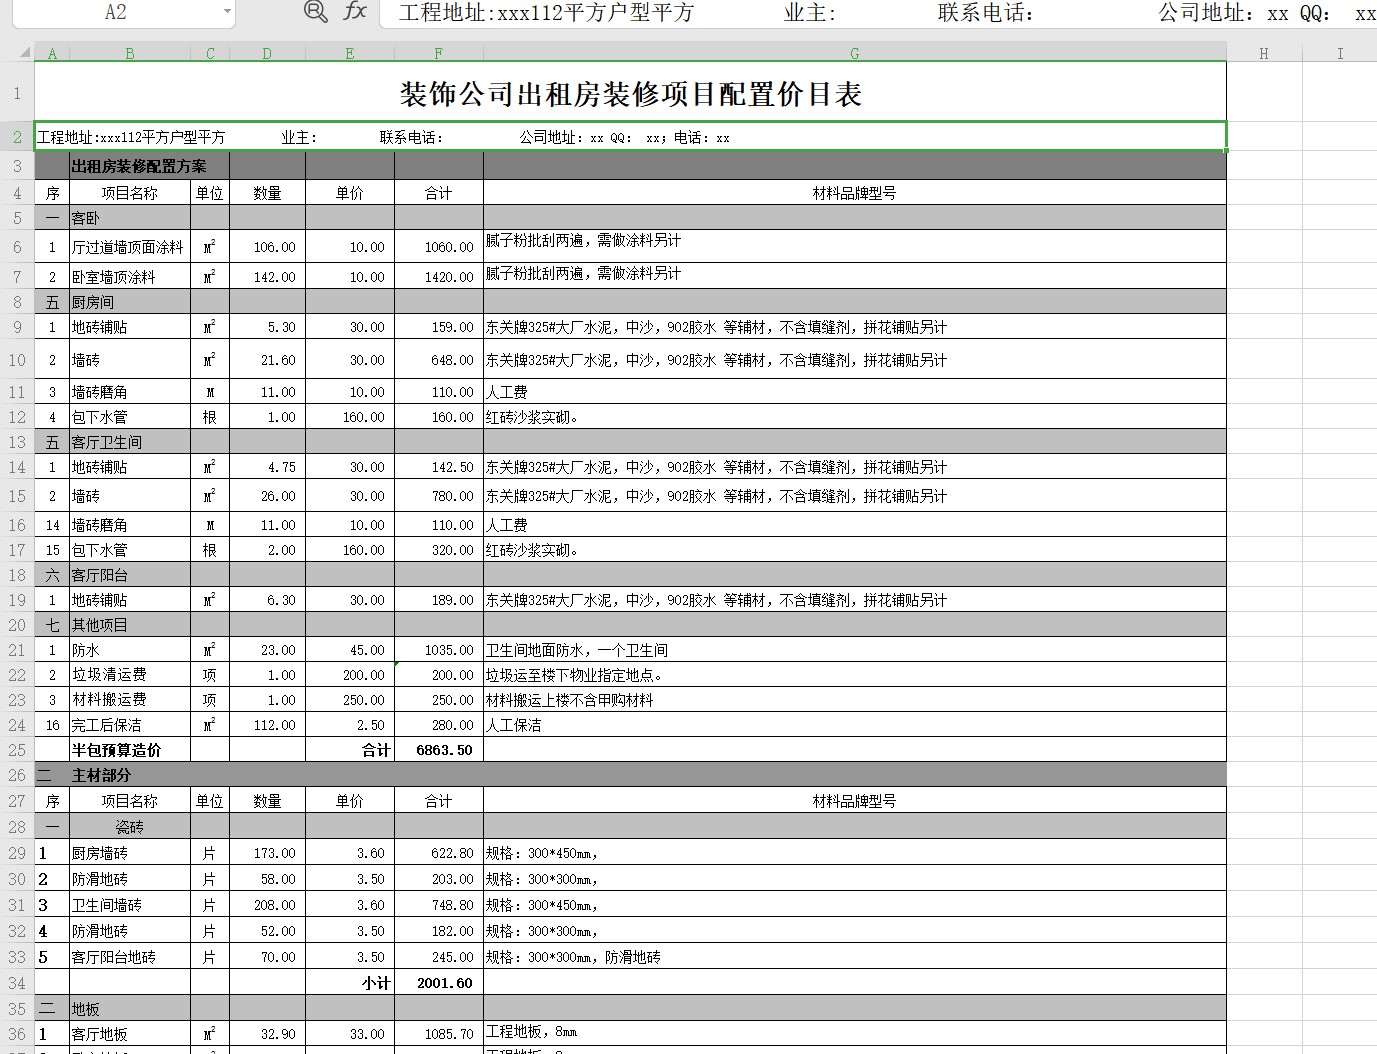 A2 fx 工程地址:xxx112平方户型平方 业主: 联系电话: 公司地址: xx QQ: xx
A B C D E F G H I
1 装饰公司出租房装修项目配置价目表
2 工程地址:xxx112平方户型平方 业主: 联系电话: 公司地址: xx QQ: xx; 电话: xx
3 出租房装修配置方案
4 序 项目名称 单位 数量 单价 合计 材料品牌型号
5 一 客卧
6 1 厅过道墙顶面涂料 M² 106.00 10.00 1060.00 腻子粉批刮两遍，需做涂料另计
7 2 卧室墙顶涂料 M² 142.00 10.00 1420.00 腻子粉批刮两遍，需做涂料另计
8 五 厨房间
9 1 地砖铺贴 M² 5.30 30.00 159.00 东关牌325#大厂水泥，中沙，902胶水 等辅材，不含填缝剂，拼花铺贴另计
10 2 墙砖 M² 21.60 30.00 648.00 东关牌325#大厂水泥，中沙，902胶水 等辅材，不含填缝剂，拼花铺贴另计
11 3 墙砖磨角 M 11.00 10.00 110.00 人工费
12 4 包下水管 根 1.00 160.00 160.00 红砖沙浆实砌。
13 五 客厅卫生间
14 1 地砖铺贴 M² 4.75 30.00 142.50 东关牌325#大厂水泥，中沙，902胶水 等辅材，不含填缝剂，拼花铺贴另计
15 2 墙砖 M² 26.00 30.00 780.00 东关牌325#大厂水泥，中沙，902胶水 等辅材，不含填缝剂，拼花铺贴另计
16 14 墙砖磨角 M 11.00 10.00 110.00 人工费
17 15 包下水管 根 2.00 160.00 320.00 红砖沙浆实砌。
18 六 客厅阳台
19 1 地砖铺贴 M² 6.30 30.00 189.00 东关牌325#大厂水泥，中沙，902胶水 等辅材，不含填缝剂，拼花铺贴另计
20 七 其他项目
21 1 防水 M² 23.00 45.00 1035.00 卫生间地面防水，一个卫生间
22 2 垃圾清运费 项 1.00 200.00 200.00 垃圾运至楼下物业指定地点。
23 3 材料搬运费 项 1.00 250.00 250.00 材料搬运上楼不含甲购材料
24 16 完工后保洁 M² 112.00 2.50 280.00 人工保洁
25 半包预算造价 合计 6863.50
26 二 主材部分
27 序 项目名称 单位 数量 单价 合计 材料品牌型号
28 一 瓷砖
29 1 厨房墙砖 片 173.00 3.60 622.80 规格：300*450mm，
30 2 防滑地砖 片 58.00 3.50 203.00 规格：300*300mm，
31 3 卫生间墙砖 片 208.00 3.60 748.80 规格：300*450mm，
32 4 防滑地砖 片 52.00 3.50 182.00 规格：300*300mm，
33 5 客厅阳台地砖 片 70.00 3.50 245.00 规格：300*300mm，防滑地砖
34 小计 2001.60
35 二 地板
36 1 客厅地板 M² 32.90 33.00 1085.70 工程地板，8mm